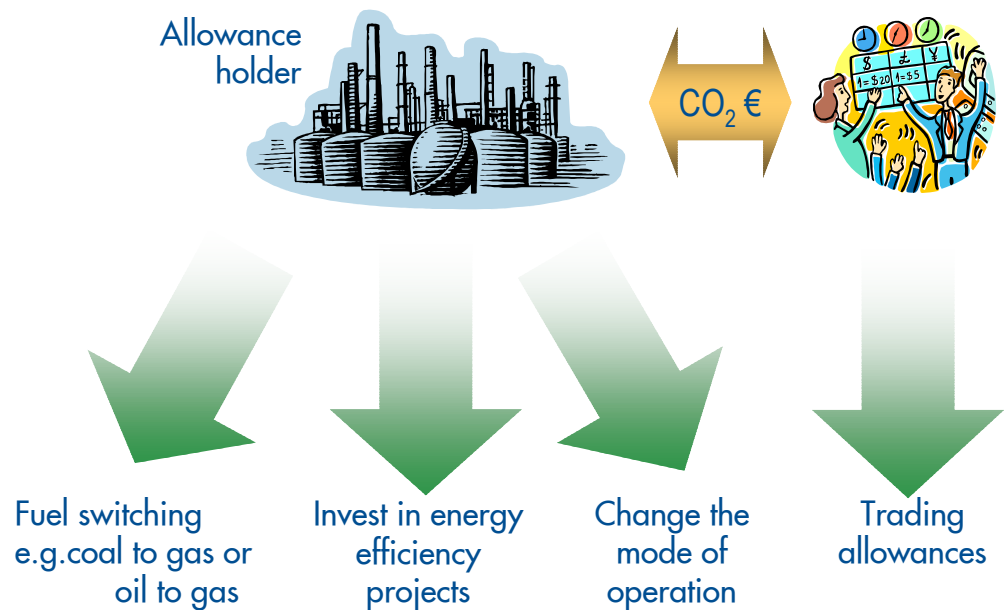 Allowance
holder
CO₂ €
$ £ ¥
1=$20 1=$5
Fuel switching
e.g.coal to gas or
oil to gas
Invest in energy
efficiency
projects
Change the
mode of
operation
Trading
allowances